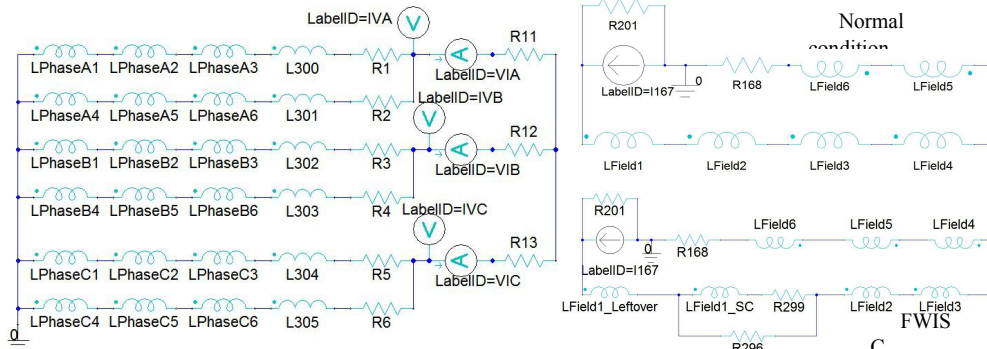 LabelID=IVA
V
A
LabelID=VIA
R11
LPhaseA1 LPhaseA2 LPhaseA3 L300 R1
LPhaseA4 LPhaseA5 LPhaseA6 L301 R2
LabelID=IVB
V
A
LabelID=VIB
R12
LPhaseB1 LPhaseB2 LPhaseB3 L302 R3
LPhaseB4 LPhaseB5 LPhaseB6 L303 R4
LabelID=IVC
V
A
LabelID=VIC
R13
LPhaseC1 LPhaseC2 LPhaseC3 L304 R5
LPhaseC4 LPhaseC5 LPhaseC6 L305 R6
0
R201
Normal
condition
LabelID=I167
0
R168
LField6 LField5
LField1 LField2 LField3 LField4
R201
LabelID=I167
0
R168
LField6 LField5 LField4
LField1_Leftover LField1_SC R299 LField2 LField3
R296
FWIS
C